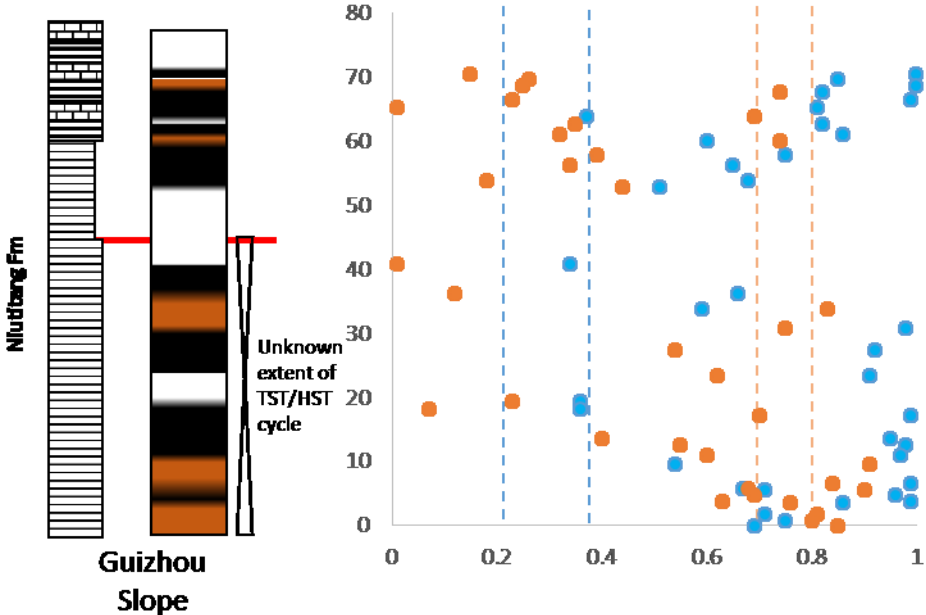 Niutitang Fm
Guizhou
Slope
Unknown
extent of
TST/HST
cycle
80
70
60
50
40
30
20
10
0
0 0.2 0.4 0.6 0.8 1